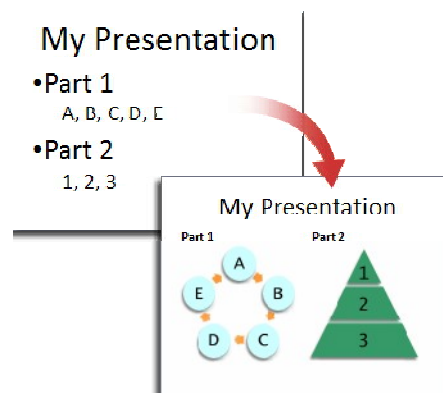 My Presentation
•Part 1
A, B, C, D, E
•Part 2
1, 2, 3
My Presentation
Part 1 Part 2
A
E B
D C
1
2
3